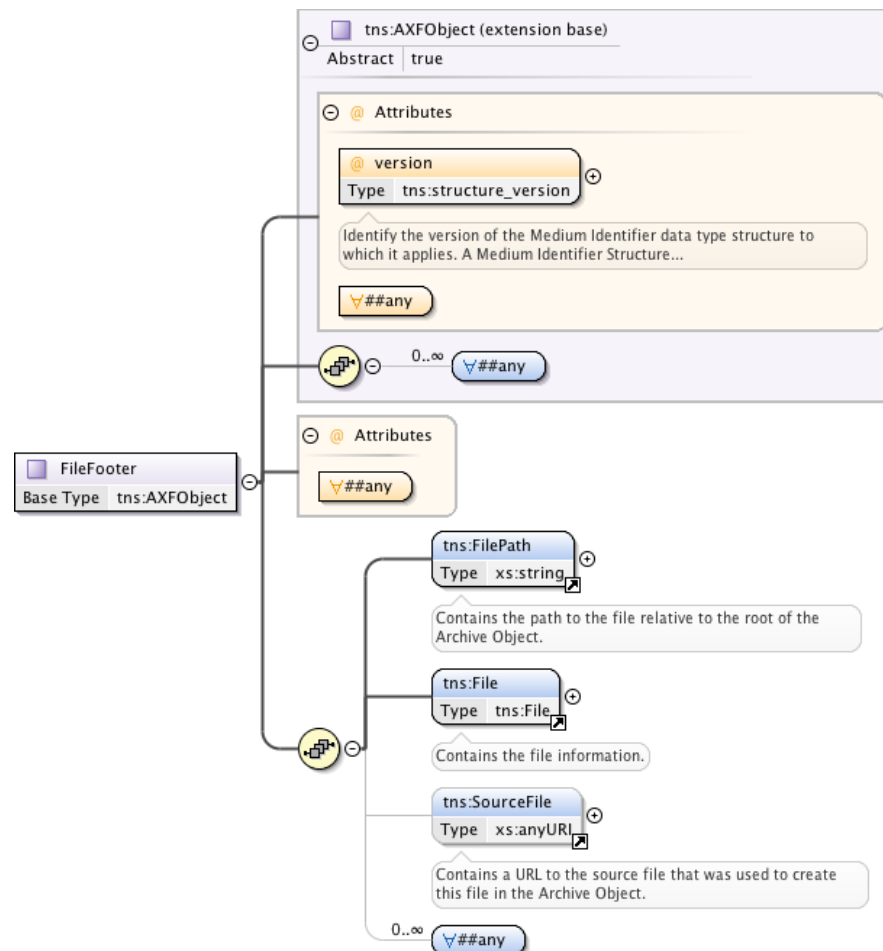 tns:AXFObject (extension base)
Abstract true
@ Attributes
@ version
Type tns:structure_version
Identify the version of the Medium Identifier data type structure to
which it applies. A Medium Identifier Structure...
∀##any
0..∞
∀##any
@ Attributes
∀##any
FileFooter
Base Type tns:AXFObject
tns:FilePath
Type xs:string
Contains the path to the file relative to the root of the
Archive Object.
tns:File
Type tns:File
Contains the file information.
tns:SourceFile
Type xs:anyURI
Contains a URL to the source file that was used to create
this file in the Archive Object.
0..∞
∀##any